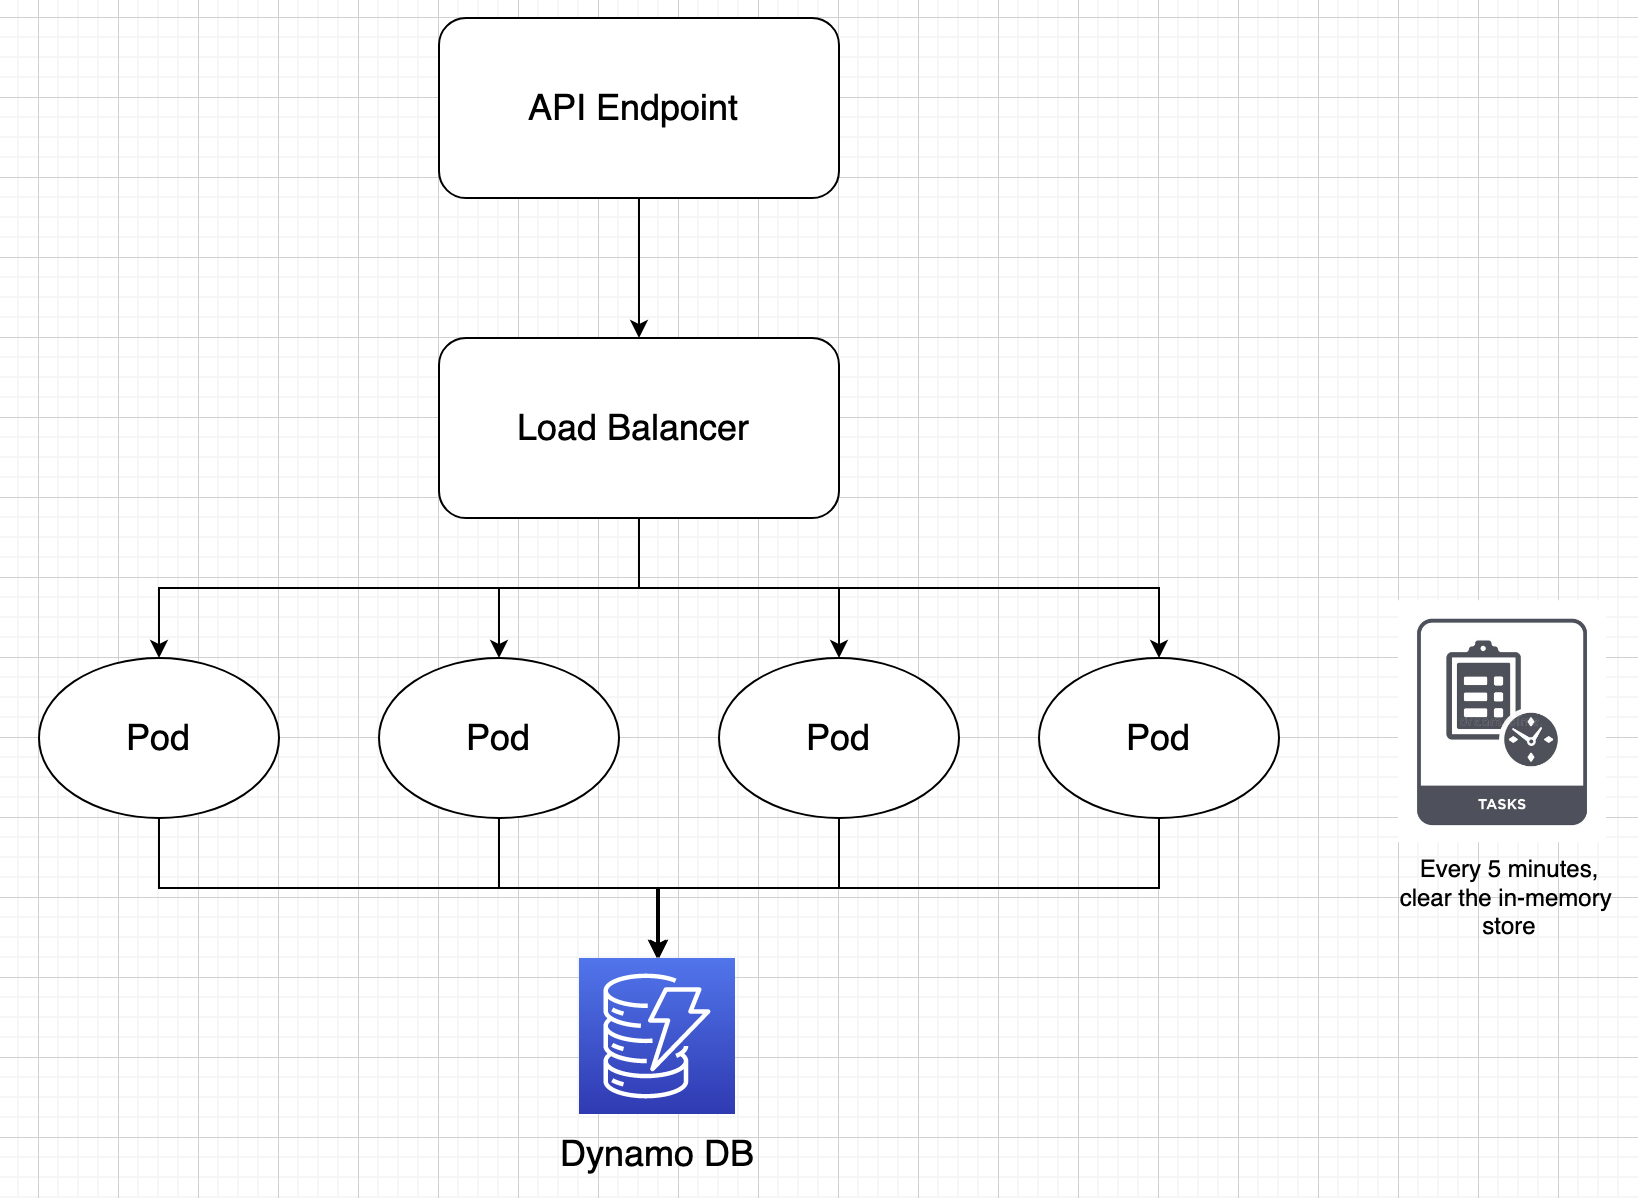 API Endpoint
Load Balancer
Pod
Pod
Pod
Pod
TASKS
Every 5 minutes,
clear the in-memory
store
Dynamo DB